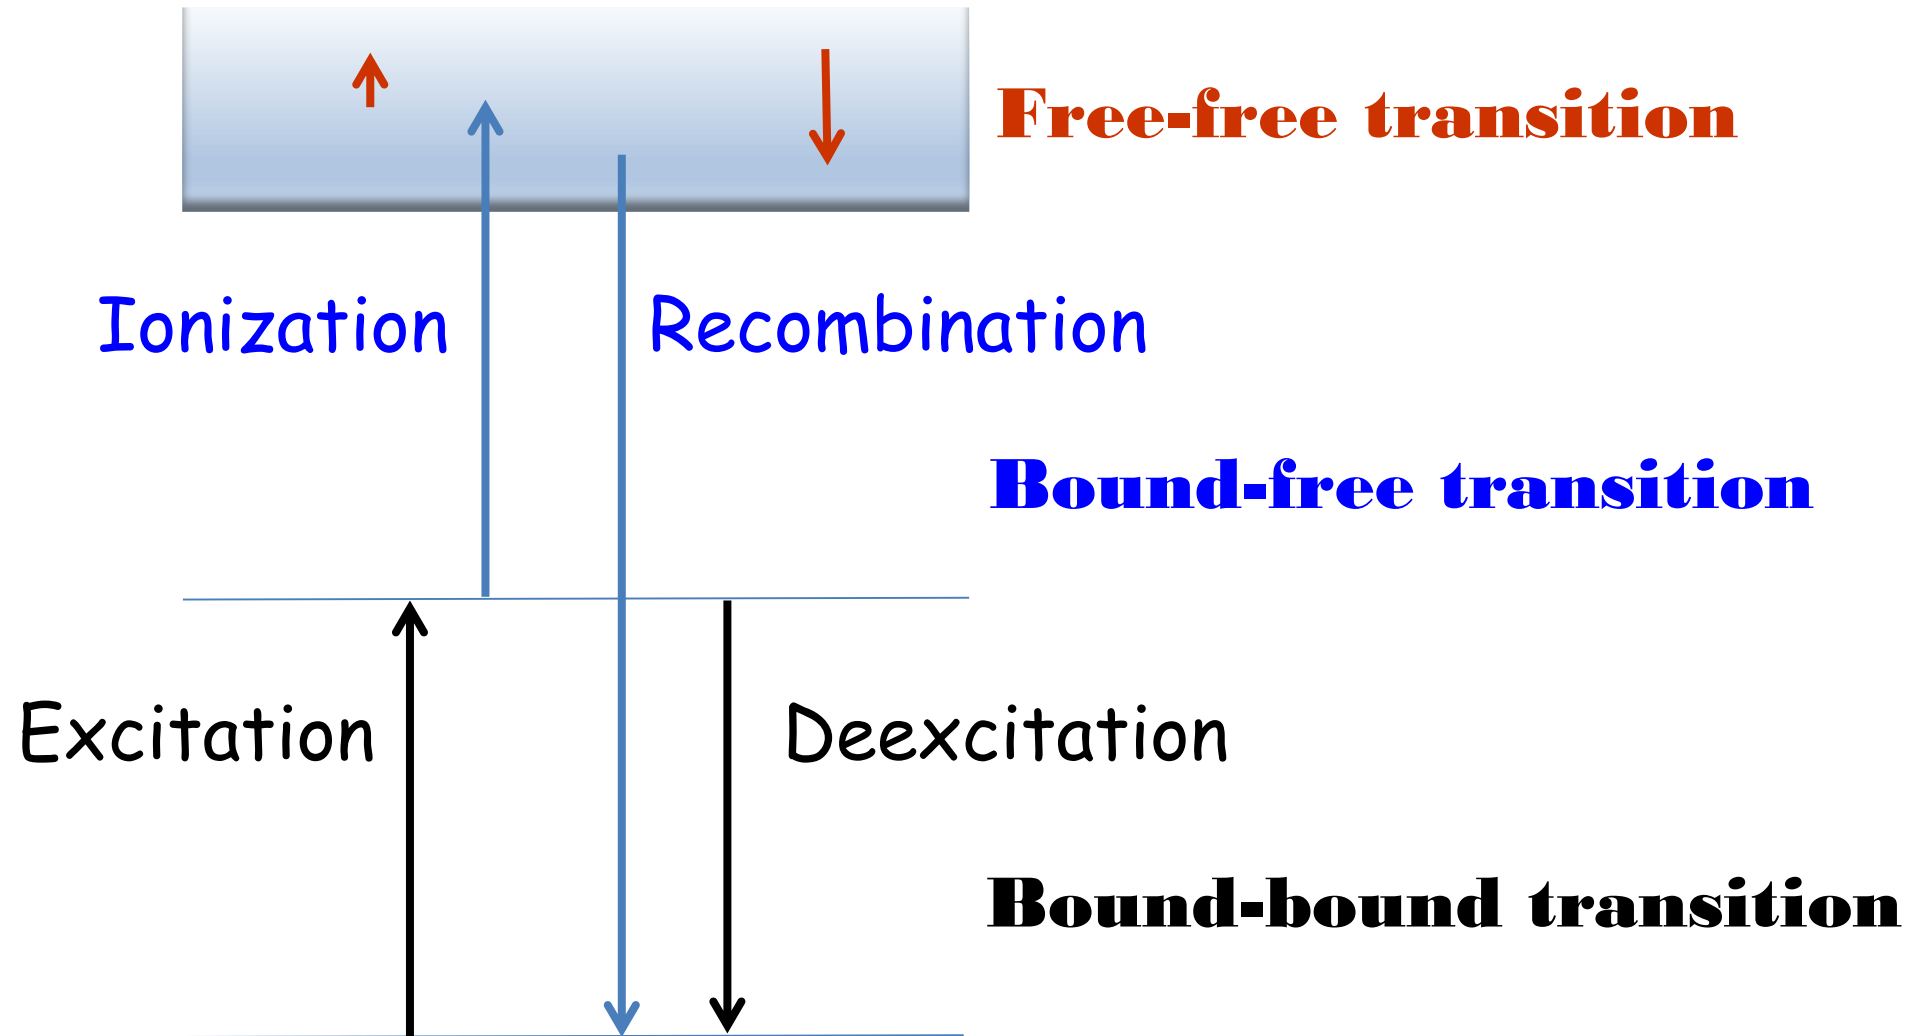 Free-free transition
Ionization
Recombination
Bound-free transition
Excitation
Deexcitation
Bound-bound transition